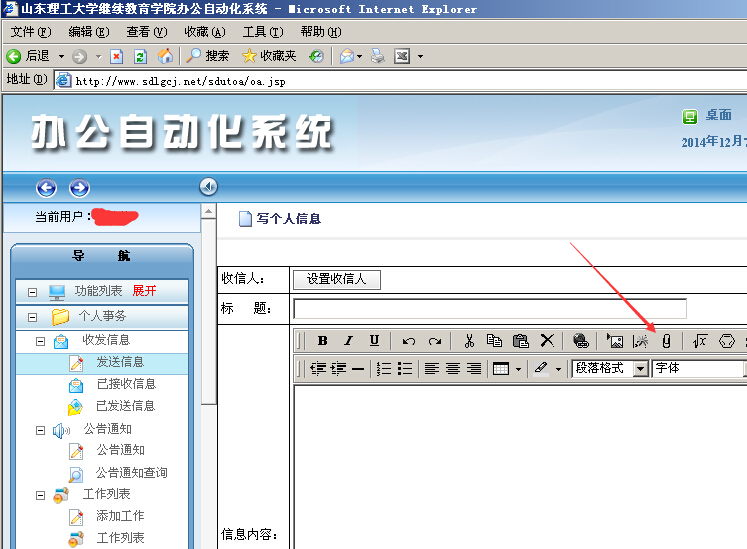 山东理工大学继续教育学院办公自动化系统 - Microsoft Internet Explorer
文件(F) 编辑(E) 查看(V) 收藏(A) 工具(T) 帮助(H)
后退 搜索 收藏夹
地址(D) http://www.sdlgcj.net/sdutoa/oa.jsp
办公自动化系统
桌面
2014年12月
当前用户：
写个人信息
导 航
功能列表 展开
个人事务
收发信息
发送信息
已接收信息
已发送信息
公告通知
公告通知
公告通知查询
工作列表
添加工作
工作列表
收信人： 设置收信人
标 题：
B I U
段落格式 字体
信息内容：